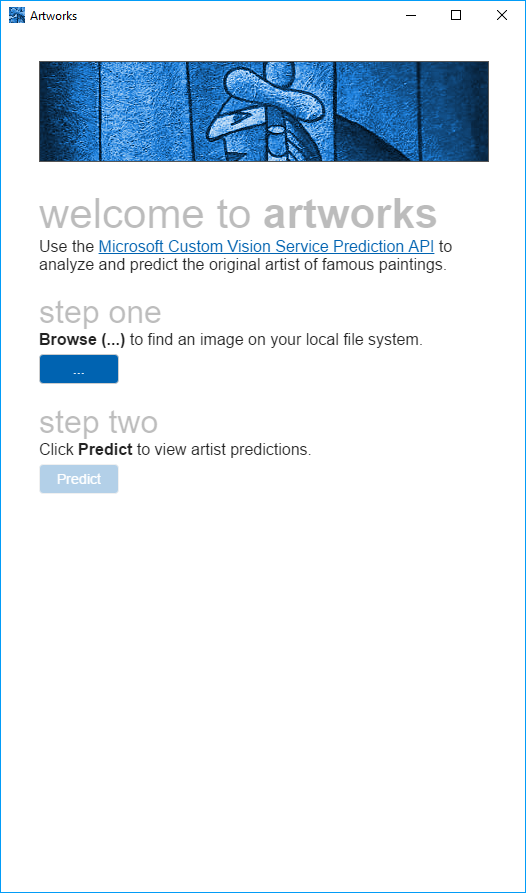 Artworks
welcome to artworks
Use the Microsoft Custom Vision Service Prediction API to
analyze and predict the original artist of famous paintings.
step one
Browse (...) to find an image on your local file system.
...
step two
Click Predict to view artist predictions.
Predict